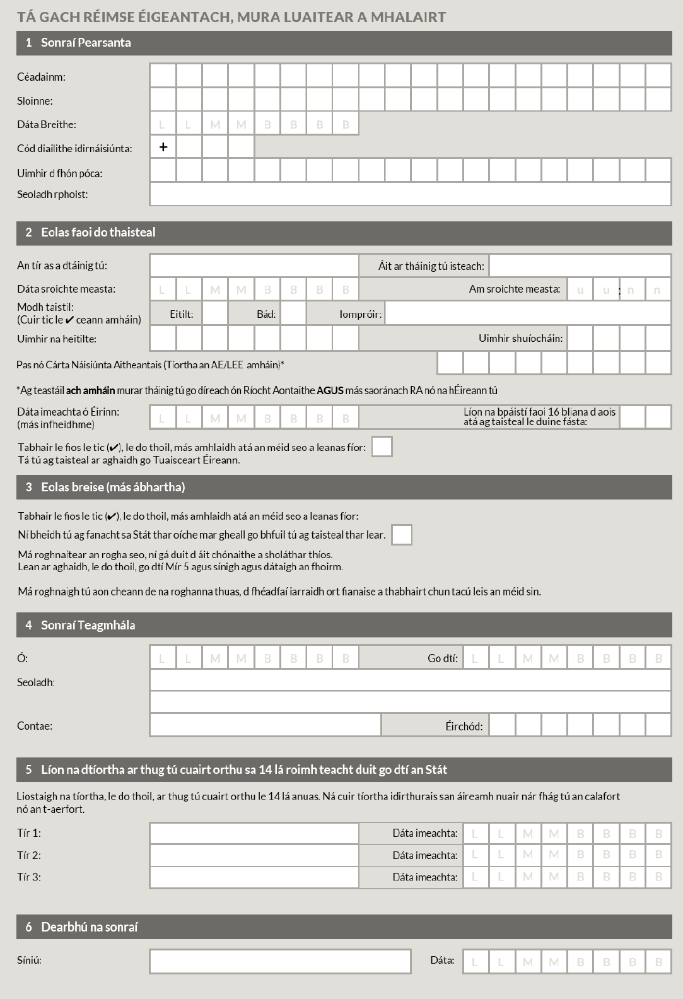 TÁ GACH RÉIMSE ÉIGEANTACH, MURA LUAITEAR A MHALAIRT
1 Sonraí Pearsanta
Céadainm:
Sloinne:
Dáta Breithe: L L M M B B B B
Cód diailithe idirnáisiúnta: +
Uimhir d fhón póca:
Seoladh rphoist:
2 Eolas faoi do thaisteal
An tír as a dtáinig tú: Áit ar tháinig tú isteach:
Dáta sroichte measta: L L M M B B B B Am sroichte measta: u u : n n
Modh taistil:
(Cuir tic le ✔ ceann amháin) Eitilt: Bád: Iompróir:
Uimhir na heitilte: Uimhir shuíocháin:
Pas nó Cárta Náisiúnta Aitheantais (Tíortha an AE/LEE amháin)*
*Ag teastáil ach amháin murar tháinig tú go díreach ón Ríocht Aontaithe AGUS más saoránach RA nó na hÉireann tú
Dáta imeachta ó Éirinn: L L M M B B B B Líon na bpáistí faoi 16 bliana d aois
(más infheidhme) atá ag taisteal le duine fásta:
Tabhair le fios le tic (✔), le do thoil, más amhlaidh atá an méid seo a leanas fíor:
Tá tú ag taisteal ar aghaidh go Tuaisceart Éireann.
3 Eolas breise (más ábhartha)
Tabhair le fios le tic (✔), le do thoil, más amhlaidh atá an méid seo a leanas fíor:
Ní bheidh tú ag fanacht sa Stát thar oíche mar gheall go bhfuil tú ag taisteal thar lear.
Má roghnaítear an rogha seo, ní gá duit d áit chónaithe a sholáthar thíos.
Lean ar aghaidh, le do thoil, go dtí Mír 5 agus sínigh agus dátaigh an fhoirm.
Má roghnaigh tú aon cheann de na roghanna thuas, d fhéadfaí iarraidh ort fianaise a thabhairt chun tacú leis an méid sin.
4 Sonraí Teagmhála
Ó: L L M M B B B B Go dtí: L L M M B B B B
Seoladh:
Contae: Éirchód:
5 Líon na dtíortha ar thug tú cuairt orthu sa 14 lá roimh teacht duit go dtí an Stát
Liostaigh na tíortha, le do thoil, ar thug tú cuairt orthu le 14 lá anuas. Ná cuir tíortha idirthurais san áireamh nuair nár fhág tú an calafort
nó an t-aerfort.
Tír 1: Dáta imeachta: L L M M B B B B
Tír 2: Dáta imeachta: L L M M B B B B
Tír 3: Dáta imeachta: L L M M B B B B
6 Dearbhú na sonraí
Síniú: Dáta: L L M M B B B B